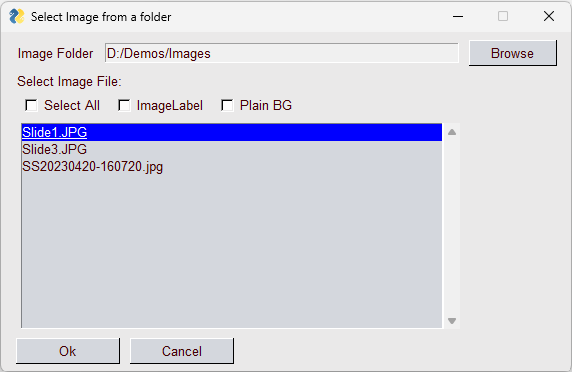 Select Image from a folder
Image Folder D:/Demos/Images Browse
Select Image File:
Select All ImageLabel Plain BG
Slide1.JPG
Slide3.JPG
SS20230420-160720.jpg
Ok Cancel